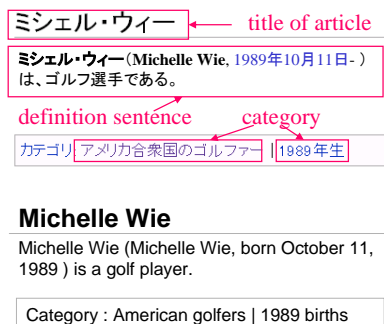 ミシェル・ウィー title of article
ミシェル・ウィー(Michelle Wie, 1989年10月11日- )
は、ゴルフ選手である。
definition sentence category
カテゴリ アメリカ合衆国のゴルファー | 1989年生
Michelle Wie
Michelle Wie (Michelle Wie, born October 11,
1989 ) is a golf player.
Category : American golfers | 1989 births